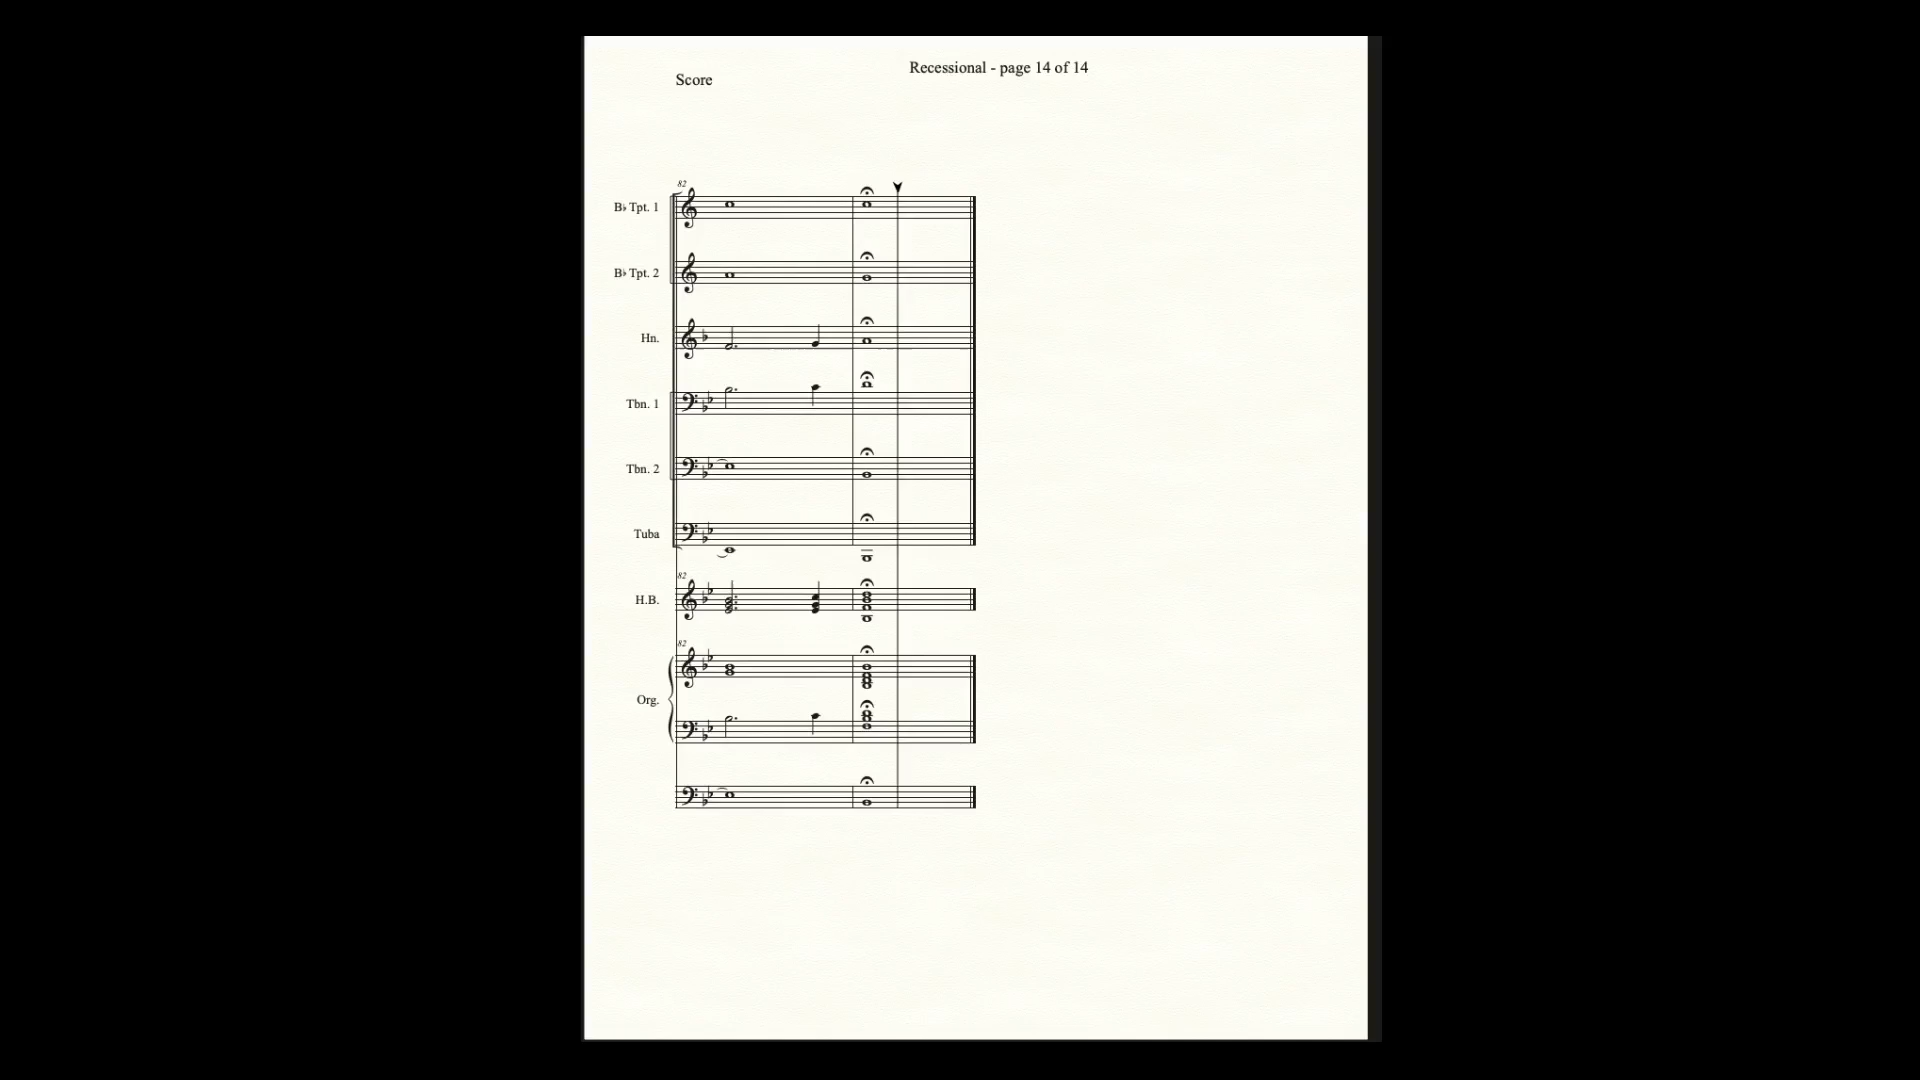 Recessional - page 14 of 14
Score
82
B♭ Tpt. 1
B♭ Tpt. 2
Hn.
Tbn. 1
Tbn. 2
Tuba
82
H.B.
82
Org.